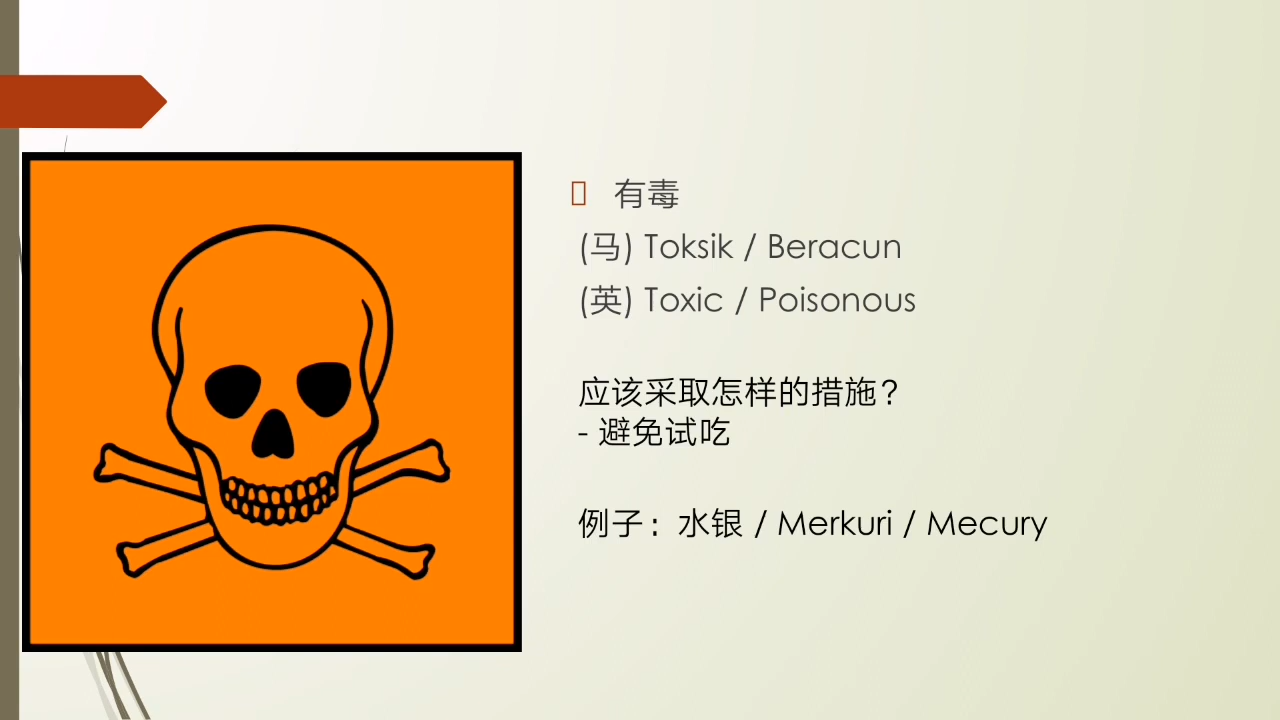 有毒
(马) Toksik / Beracun
(英) Toxic / Poisonous
应该采取怎样的措施？
- 避免试吃
例子：水银 / Merkuri / Mecury